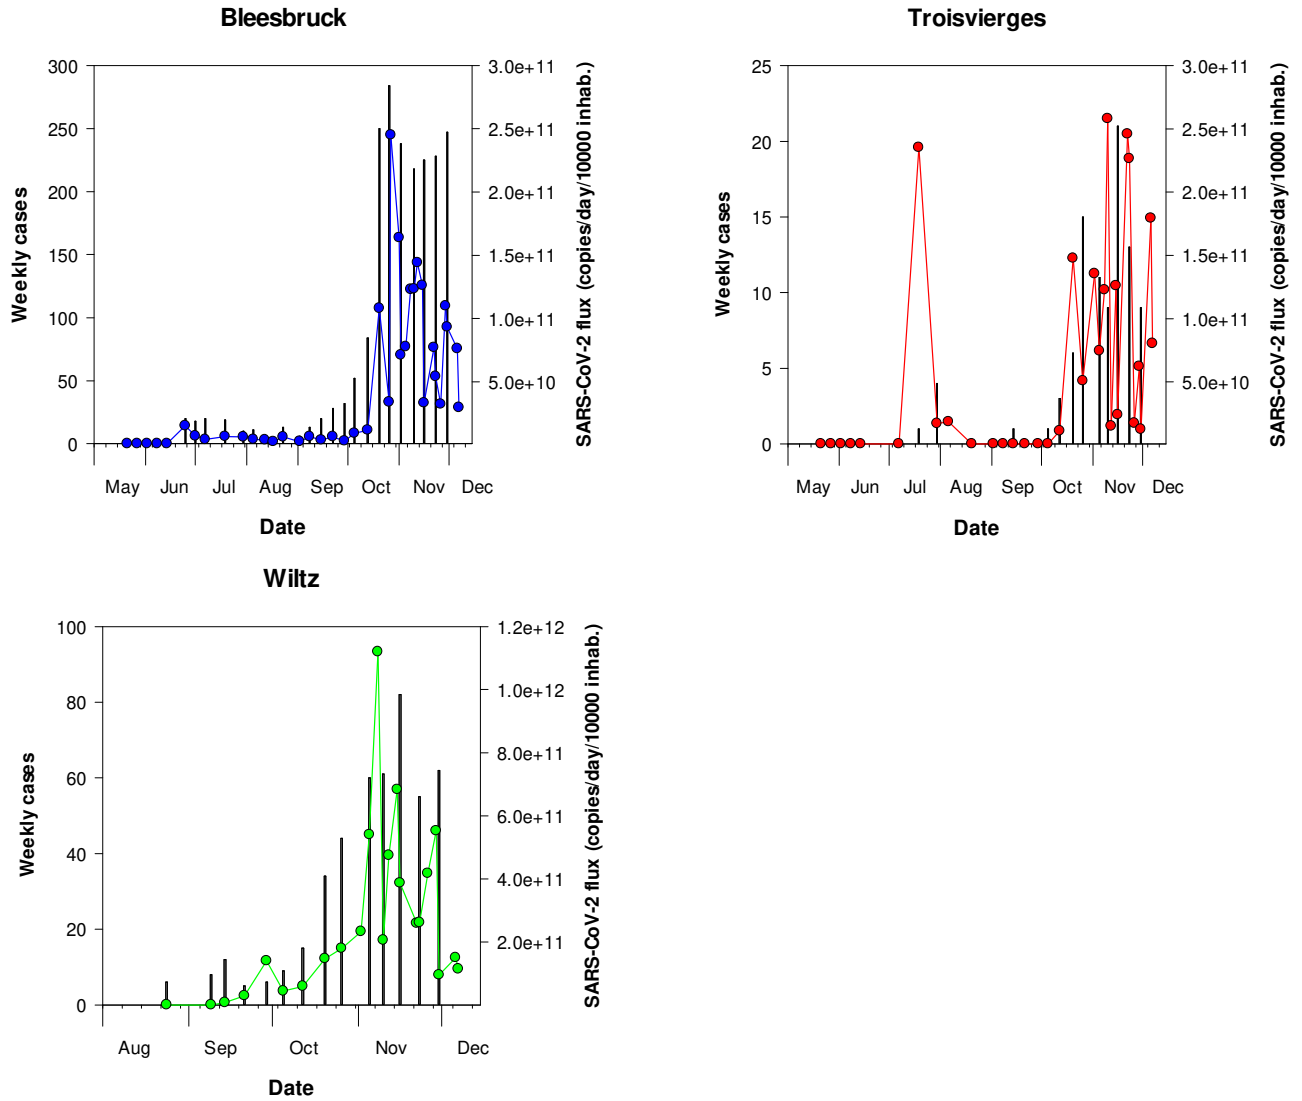 Bleesbruck
300
250
200
150
100
50
0
Weekly cases
3.0e+11
2.5e+11
2.0e+11
1.5e+11
1.0e+11
5.0e+10
SARS-CoV-2 flux (copies/day/10000 inhab.)
May Jun Jul Aug Sep Oct Nov Dec
Date
Troisvierges
25
20
15
10
5
0
Weekly cases
3.0e+11
2.5e+11
2.0e+11
1.5e+11
1.0e+11
5.0e+10
SARS-CoV-2 flux (copies/day/10000 inhab.)
May Jun Jul Aug Sep Oct Nov Dec
Date
Wiltz
100
80
60
40
20
0
Weekly cases
1.2e+12
1.0e+12
8.0e+11
6.0e+11
4.0e+11
2.0e+11
SARS-CoV-2 flux (copies/day/10000 inhab.)
Aug Sep Oct Nov Dec
Date